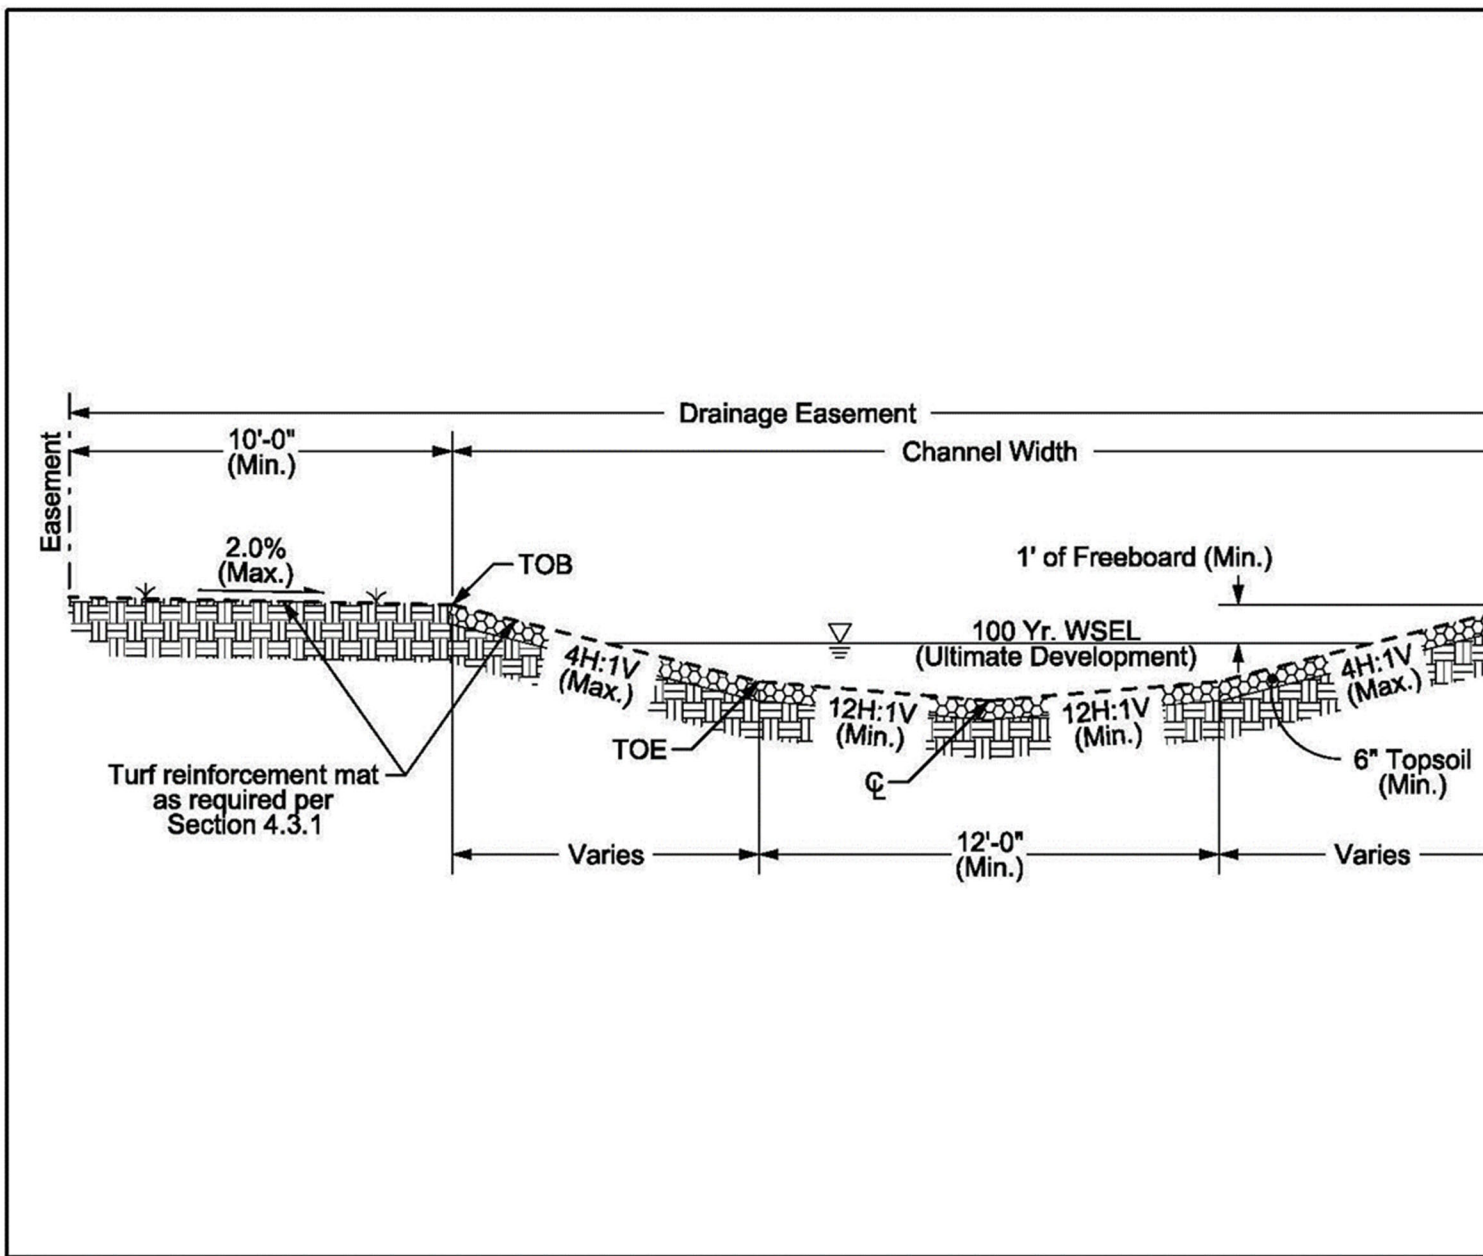 Drainage Easement
10'-0"
(Min.)
Channel Width
Easement
2.0%
(Max.)
TOB
1' of Freeboard (Min.)
100 Yr. WSEL
(Ultimate Development)
4H:1V
(Max.)
4H:1V
(Max.)
12H:1V
(Min.)
12H:1V
(Min.)
TOE
℄
6" Topsoil
(Min.)
Turf reinforcement mat
as required per
Section 4.3.1
Varies
12'-0"
(Min.)
Varies